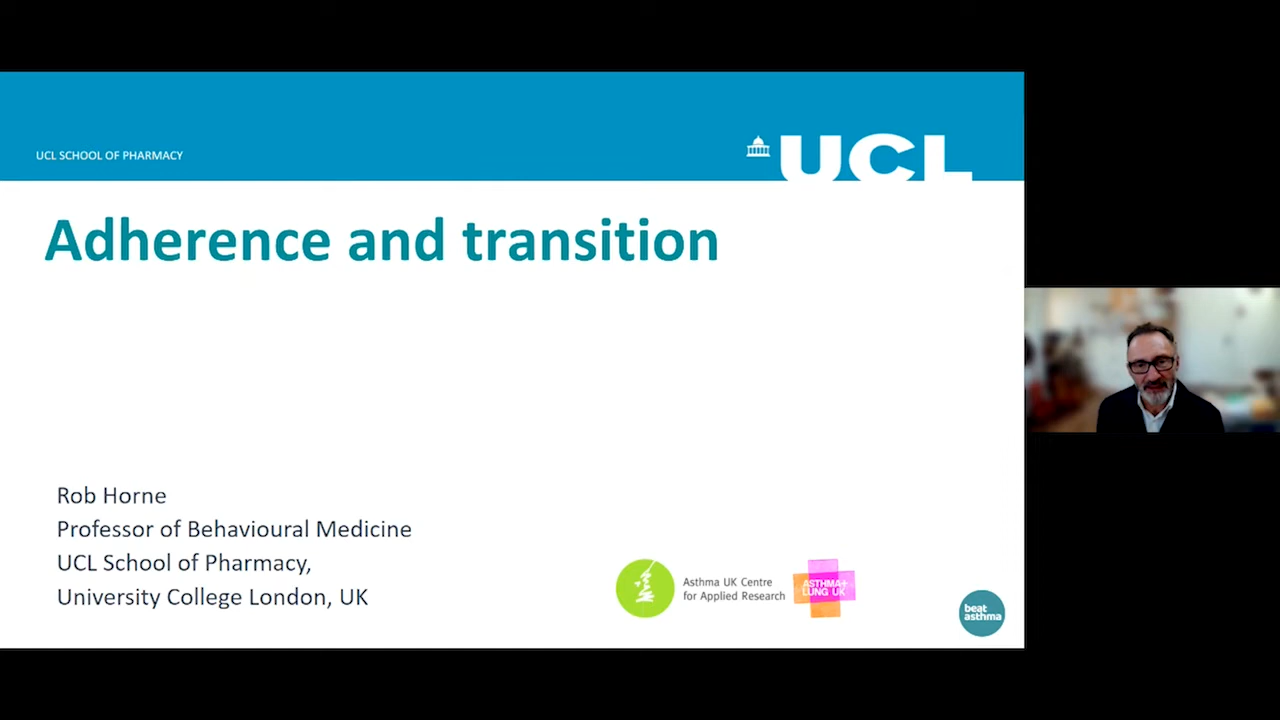 UCL SCHOOL OF PHARMACY
UCL
Adherence and transition
Rob Horne
Professor of Behavioural Medicine
UCL School of Pharmacy,
University College London, UK
Asthma UK Centre
for Applied Research
ASTHMA+
LUNG UK
beat
asthma